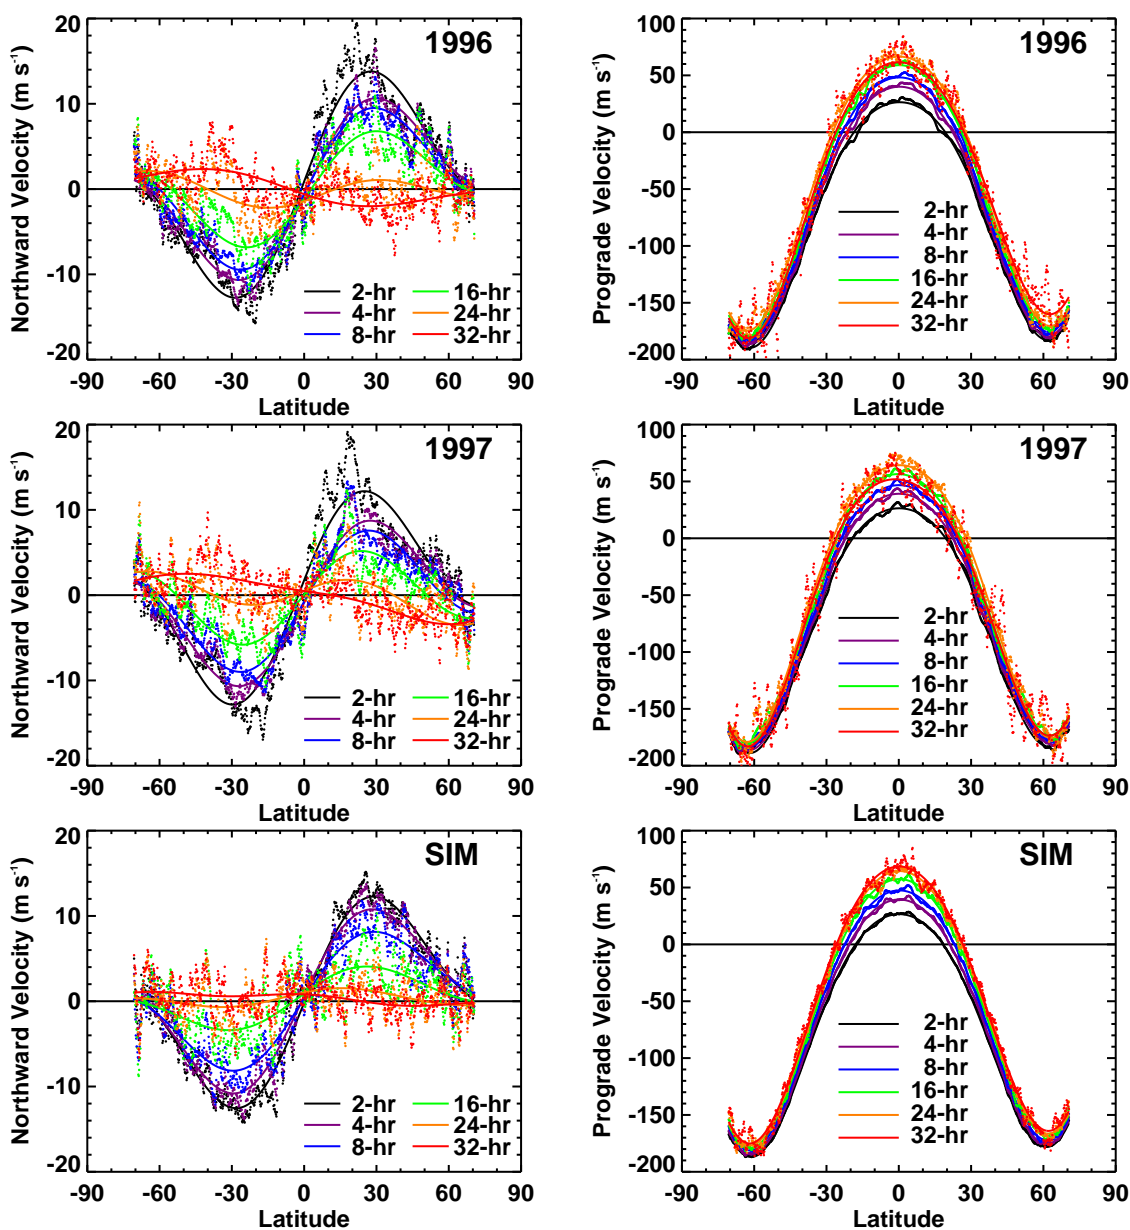 20
10
0
-10
-20
-90 -60 -30 0 30 60 90
Latitude
Northward Velocity (m s-1)
1996
2-hr 16-hr
4-hr 24-hr
8-hr 32-hr
100
50
0
-50
-100
-150
-200
-90 -60 -30 0 30 60 90
Latitude
Prograde Velocity (m s-1)
1996
2-hr
4-hr
8-hr
16-hr
24-hr
32-hr
20
10
0
-10
-20
-90 -60 -30 0 30 60 90
Latitude
Northward Velocity (m s-1)
1997
2-hr 16-hr
4-hr 24-hr
8-hr 32-hr
100
50
0
-50
-100
-150
-200
-90 -60 -30 0 30 60 90
Latitude
Prograde Velocity (m s-1)
1997
2-hr
4-hr
8-hr
16-hr
24-hr
32-hr
20
10
0
-10
-20
-90 -60 -30 0 30 60 90
Latitude
Northward Velocity (m s-1)
SIM
2-hr 16-hr
4-hr 24-hr
8-hr 32-hr
100
50
0
-50
-100
-150
-200
-90 -60 -30 0 30 60 90
Latitude
Prograde Velocity (m s-1)
SIM
2-hr
4-hr
8-hr
16-hr
24-hr
32-hr